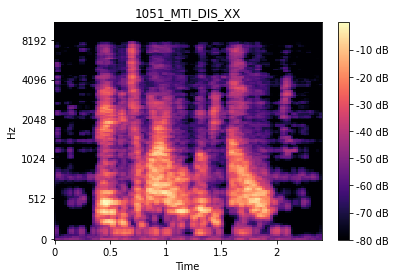 1051_MTI_DIS_XX
8192
4096
2048
1024
512
0
Hz
0
0.5
1
1.5
2
Time
-10 dB
-20 dB
-30 dB
-40 dB
-50 dB
-60 dB
-70 dB
-80 dB